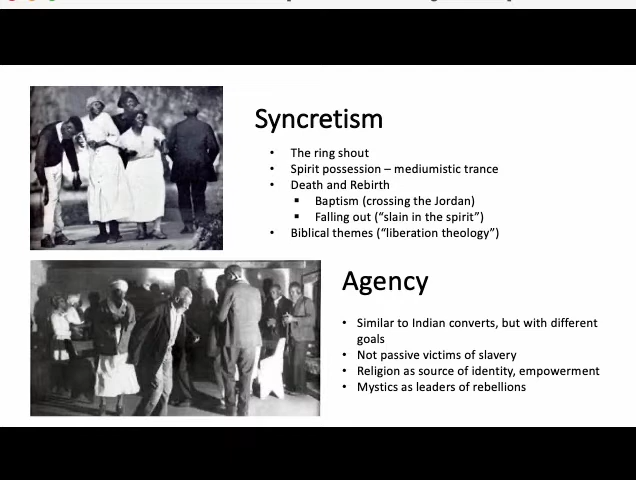 Syncretism
• The ring shout
• Spirit possession – mediumistic trance
• Death and Rebirth
▪ Baptism (crossing the Jordan)
▪ Falling out (“slain in the spirit”)
• Biblical themes (“liberation theology”)
Agency
• Similar to Indian converts, but with different
goals
• Not passive victims of slavery
• Religion as source of identity, empowerment
• Mystics as leaders of rebellions